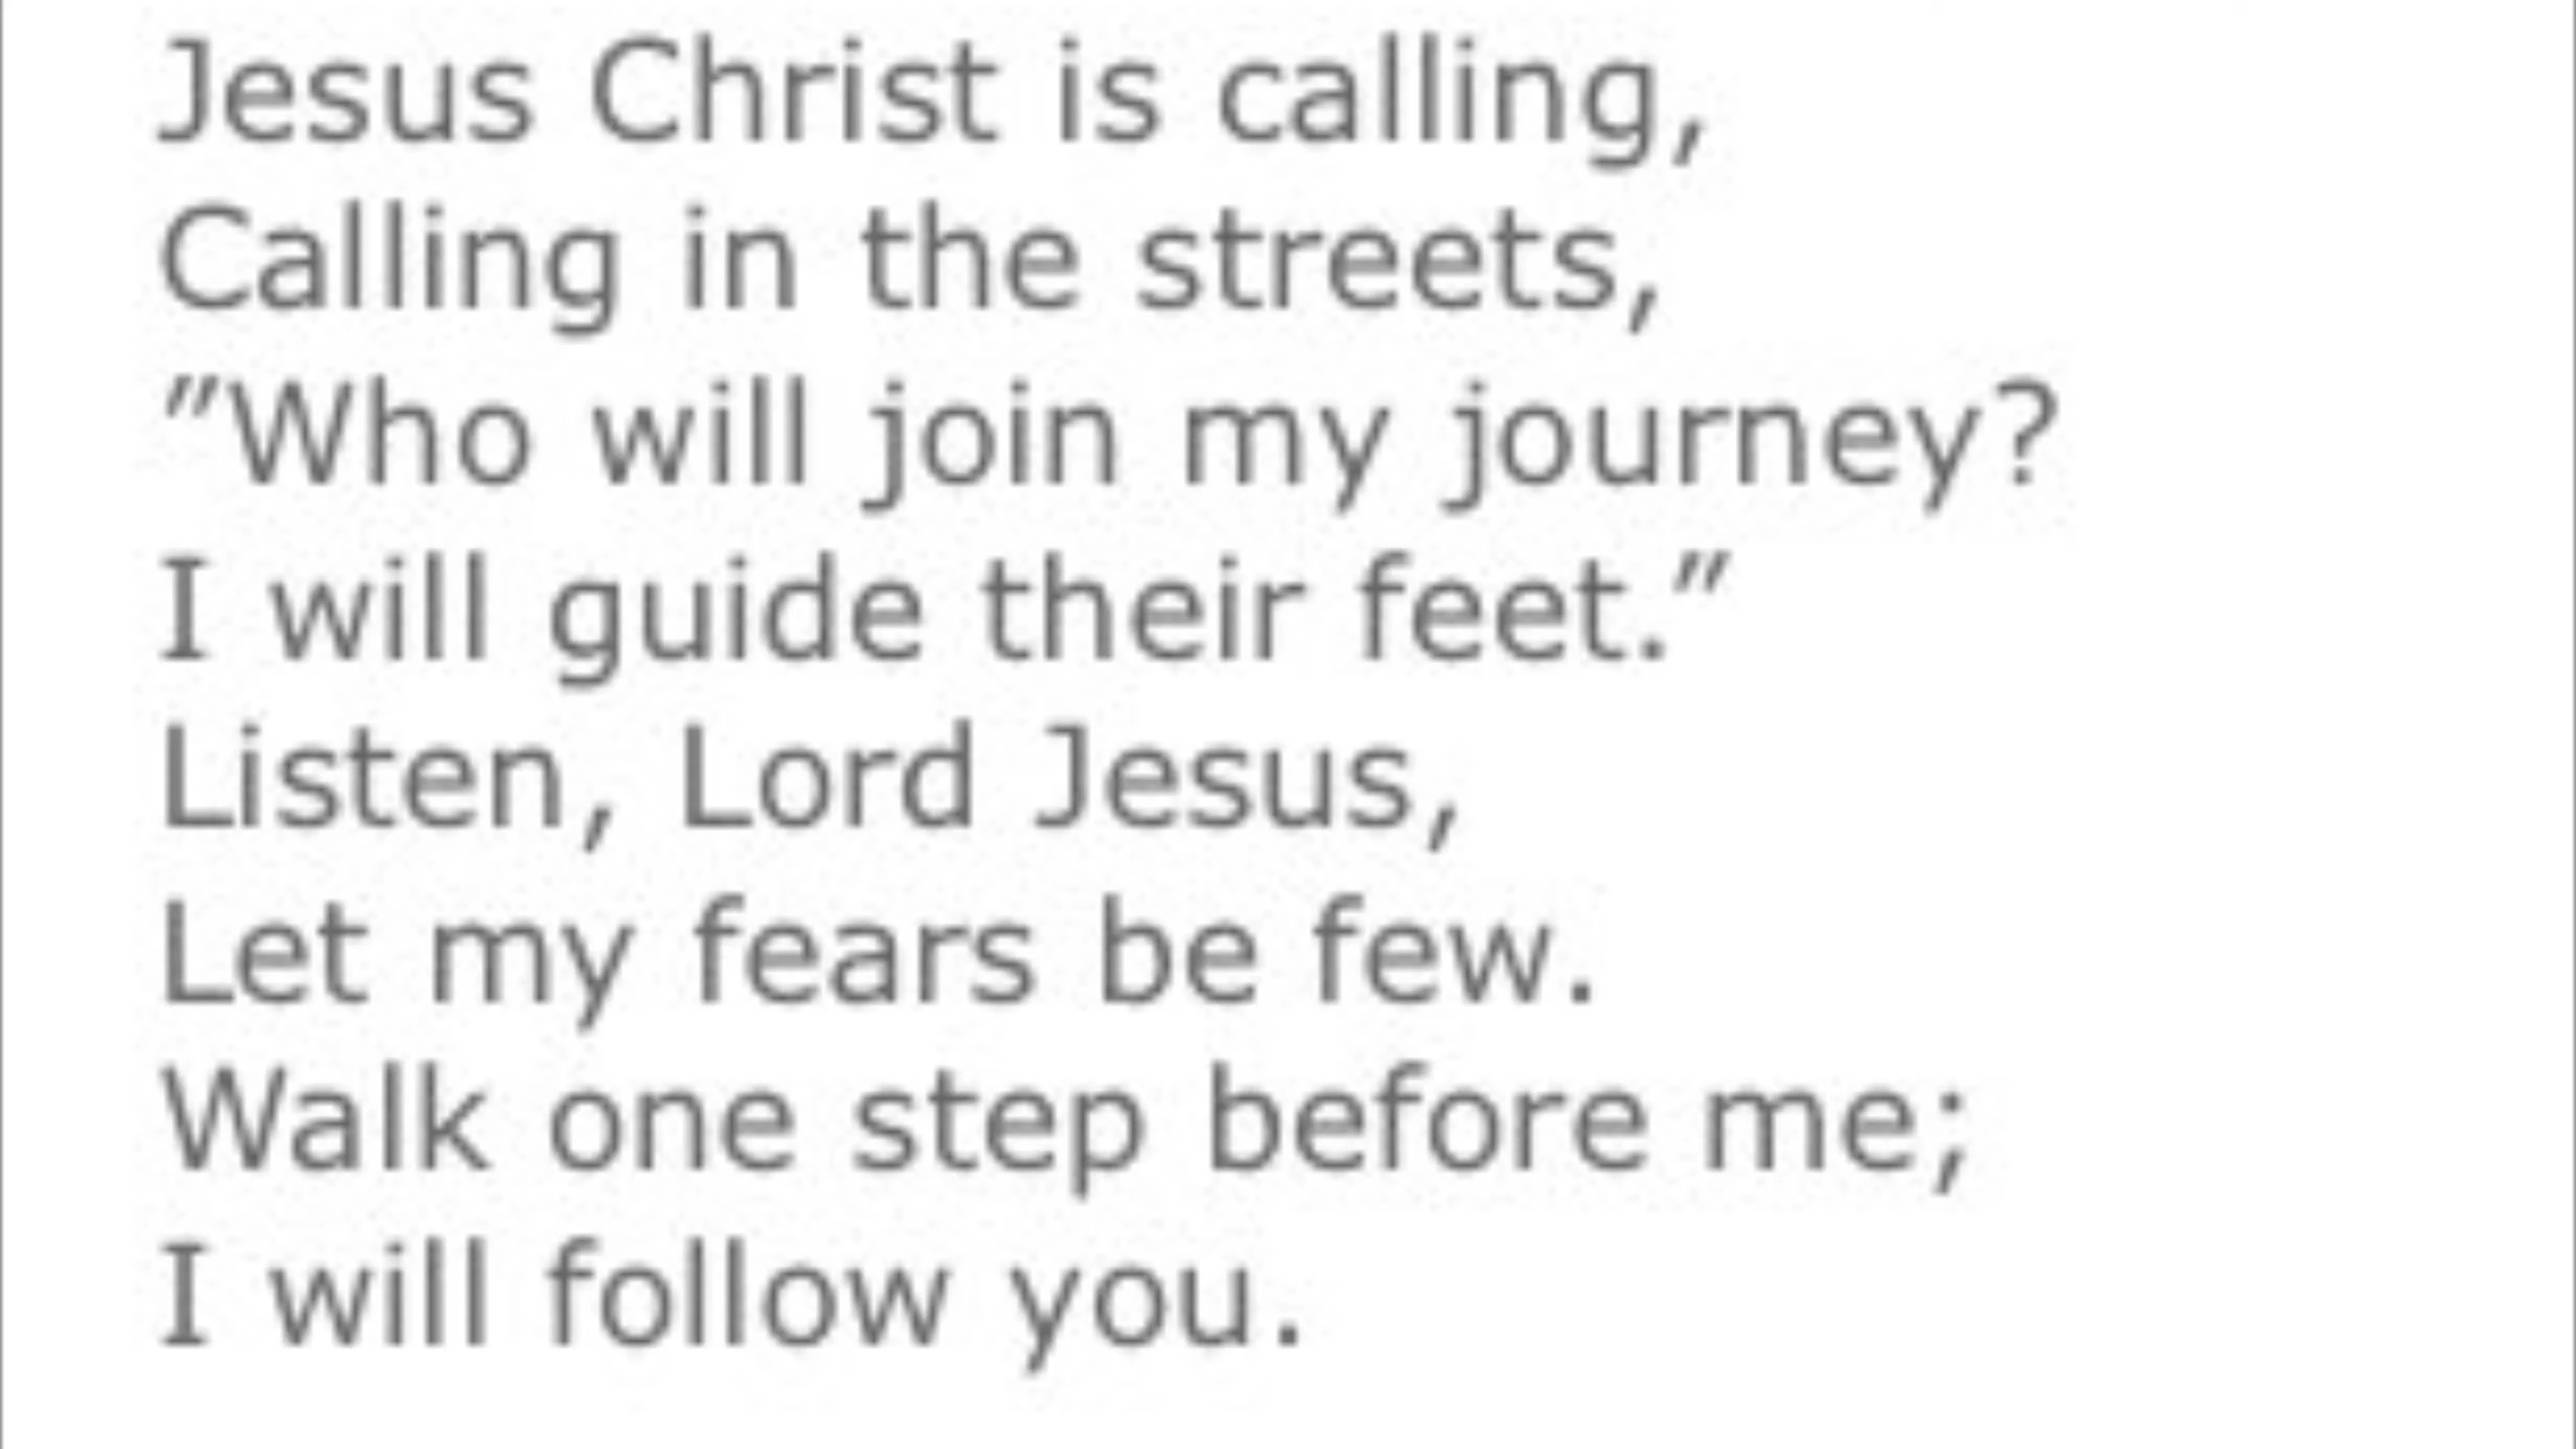 Jesus Christ is calling,
Calling in the streets,
”Who will join my journey?
I will guide their feet.”
Listen, Lord Jesus,
Let my fears be few.
Walk one step before me;
I will follow you.